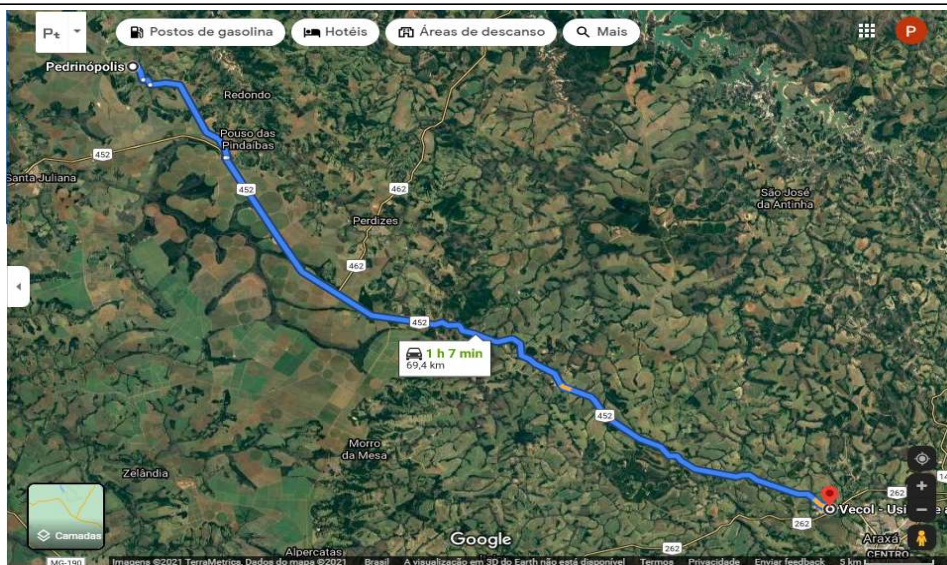 Postos de gasolina
Hotéis
Áreas de descanso
Mais
P
Pedrinópolis
Redondo
Pouso das
Pindaíbas
452
Santa Juliana
452
462
São José
da Antinha
Perdizes
462
452
1 h 7 min
69,4 km
452
Morro
da Mesa
Zelândia
262
Vecol - Usi
262
Camadas
Google
262
Araxá
CENTRO
Alpercatas
MG-190
Imagens ©2021 TerraMetrics, Dados do mapa ©2021 Brasil A visualização em 3D do Earth não está disponível Termos Privacidade Enviar feedback 5 km